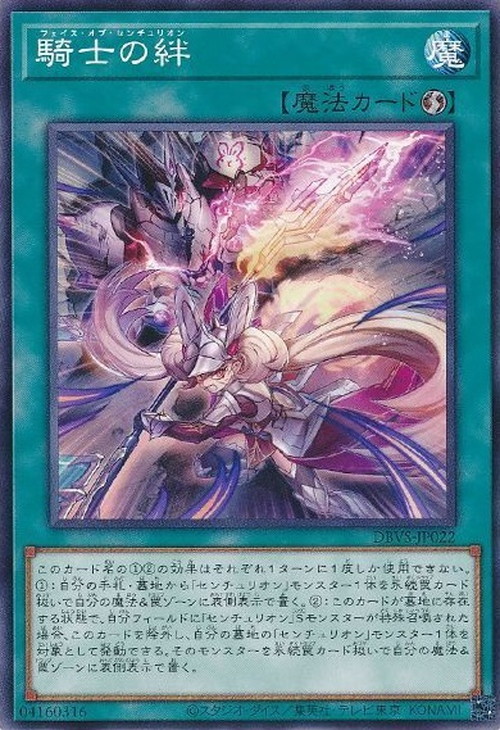 フェイス・オブ・センチュリオン
騎士の絆
魔
【魔法カード】
DBVS-JP022
このカード名の①②の効果はそれぞれ1ターンに1度しか使用できない。
①:自分の手札・墓地から「センチュリオン」モンスター1体を永続罠カード
扱いで自分の魔法&罠ゾーンに表側表示で置く。②:このカードが墓地に存在
する状態で、自分フィールドに「センチュリオン」Sモンスターが特殊召喚された
場合、このカードを除外し、自分の墓地の「センチュリオン」モンスター1体を
対象として発動できる。そのモンスターを永続罠カード扱いで自分の魔法&
罠ゾーンに表側表示で置く。
04160316
©スタジオ・ダイス/集英社・テレビ東京・KONAMI